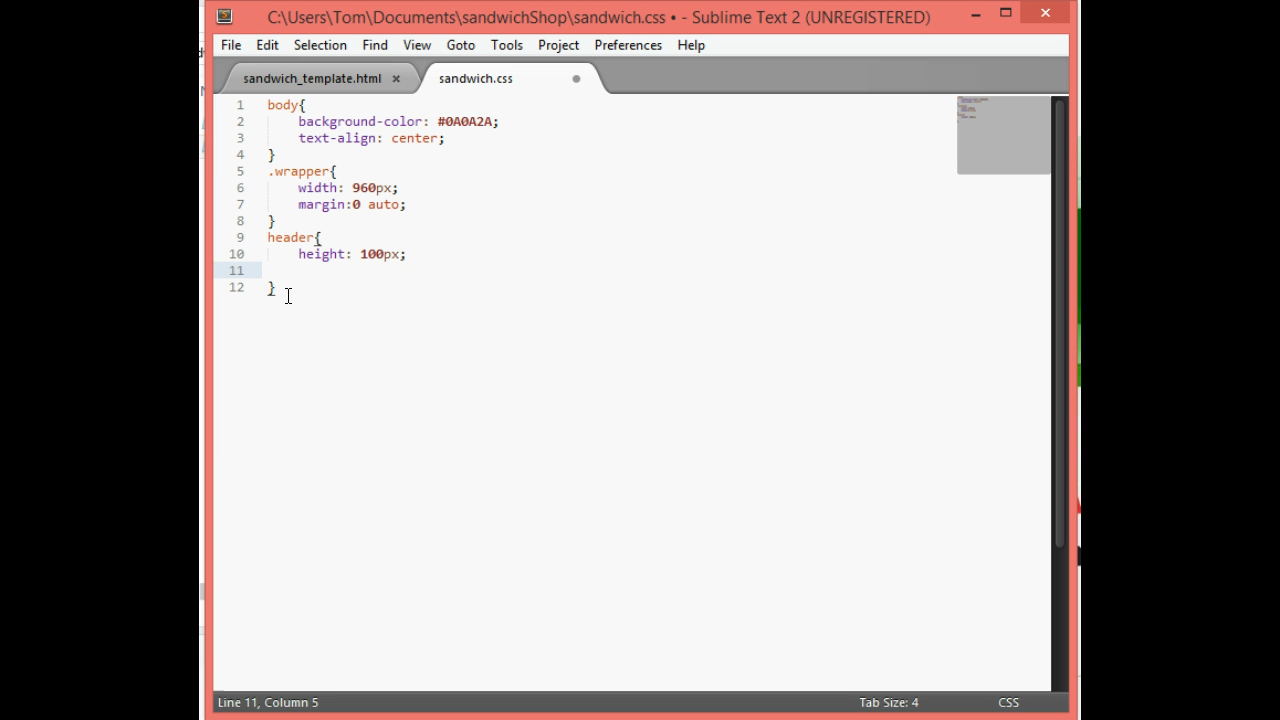 C:\Users\Tom\Documents\sandwichShop\sandwich.css • - Sublime Text 2 (UNREGISTERED)
File Edit Selection Find View Goto Tools Project Preferences Help
sandwich_template.html sandwich.css
1 body{
2 background-color: #0A0A2A;
3 text-align: center;
4 }
5 .wrapper{
6 width: 960px;
7 margin:0 auto;
8 }
9 header{
10 height: 100px;
11
12 }
Line 11, Column 5 Tab Size: 4 CSS